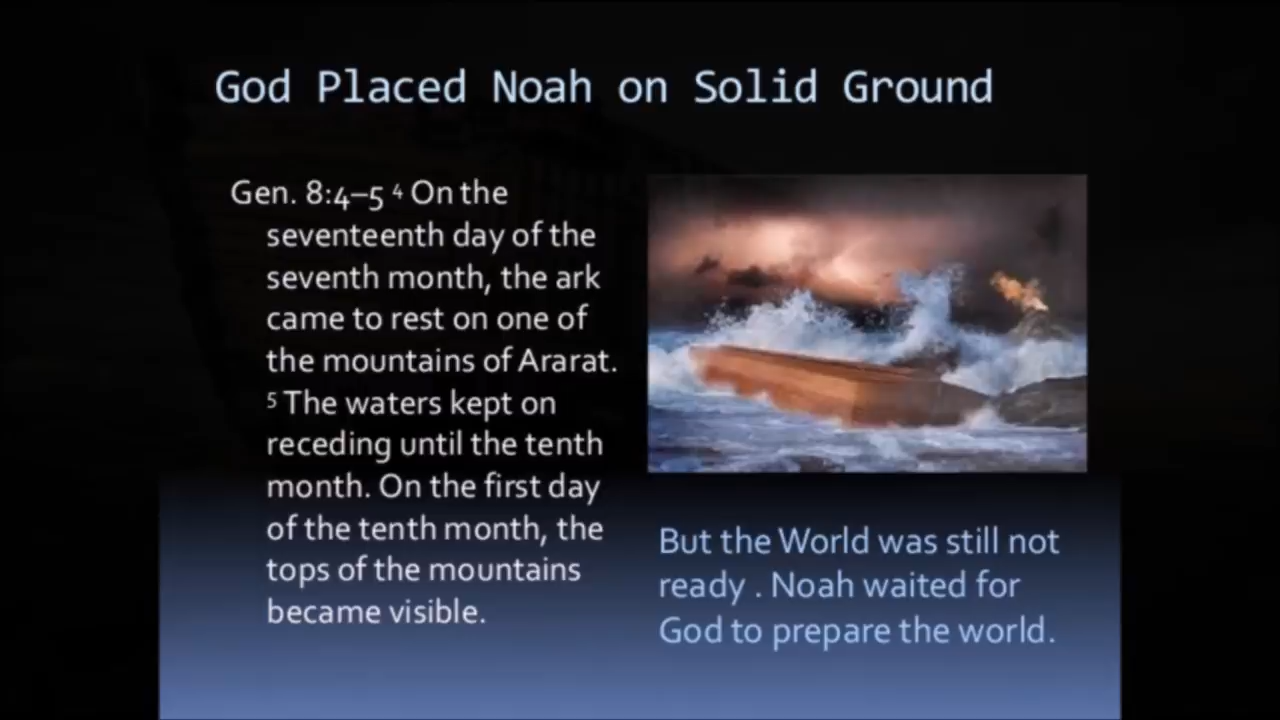 God Placed Noah on Solid Ground
Gen. 8:4–5 ⁴ On the
seventeenth day of the
seventh month, the ark
came to rest on one of
the mountains of Ararat.
⁵ The waters kept on
receding until the tenth
month. On the first day
of the tenth month, the
tops of the mountains
became visible.
But the World was still not
ready . Noah waited for
God to prepare the world.